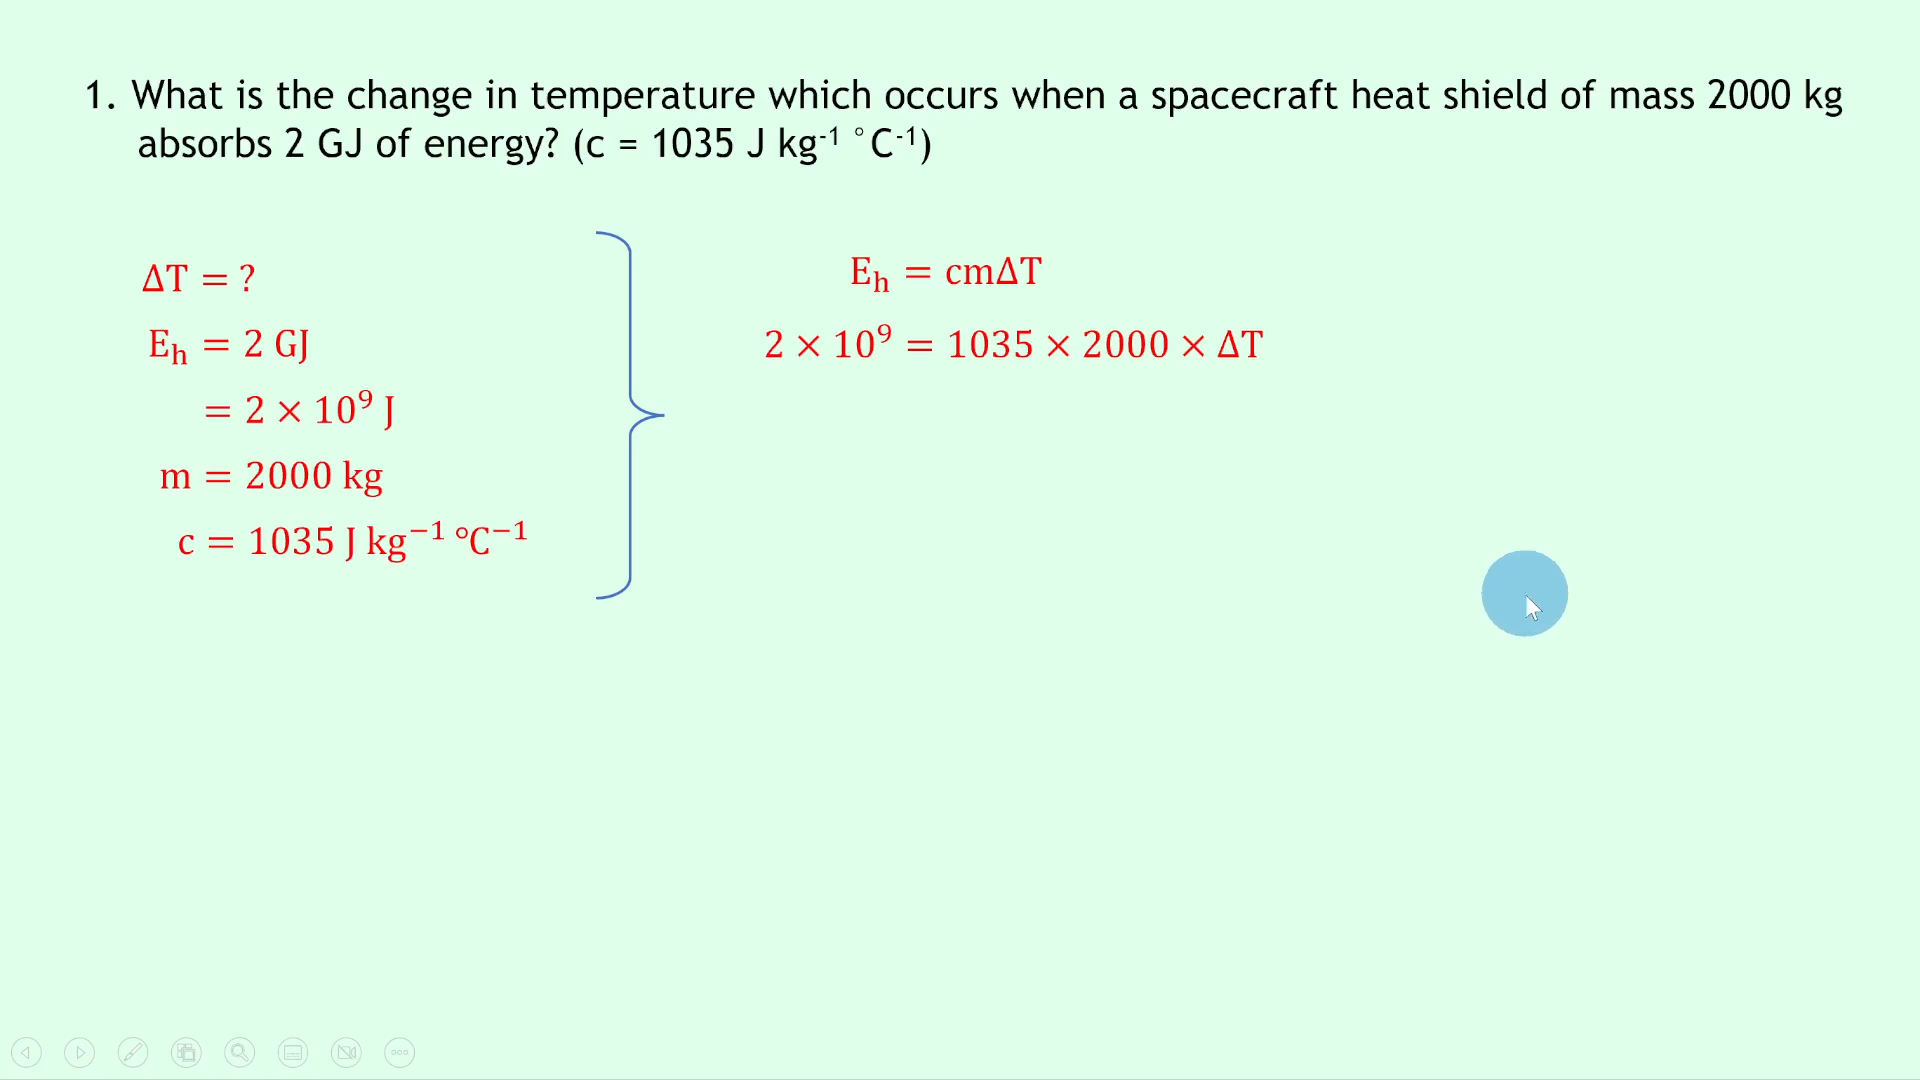 1. What is the change in temperature which occurs when a spacecraft heat shield of mass 2000 kg
absorbs 2 GJ of energy? (c = 1035 J kg⁻¹ °C⁻¹)
ΔT = ?
Eₕ = 2 GJ
= 2 × 10⁹ J
m = 2000 kg
c = 1035 J kg⁻¹ °C⁻¹
Eₕ = cmΔT
2 × 10⁹ = 1035 × 2000 × ΔT